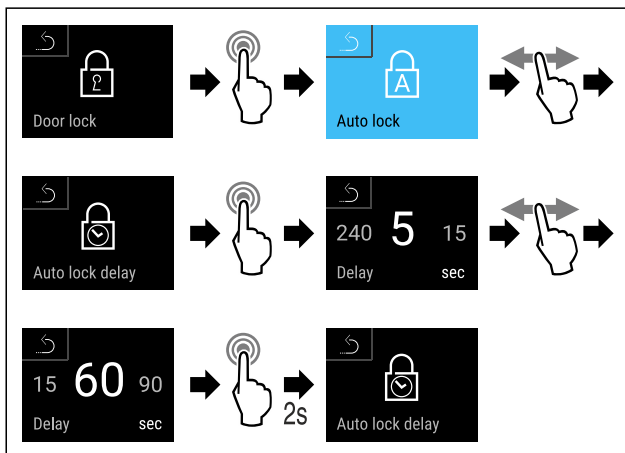 Door lock
A
Auto lock
Auto lock delay
240 5 15
Delay sec
15 60 90
Delay sec
2s
Auto lock delay